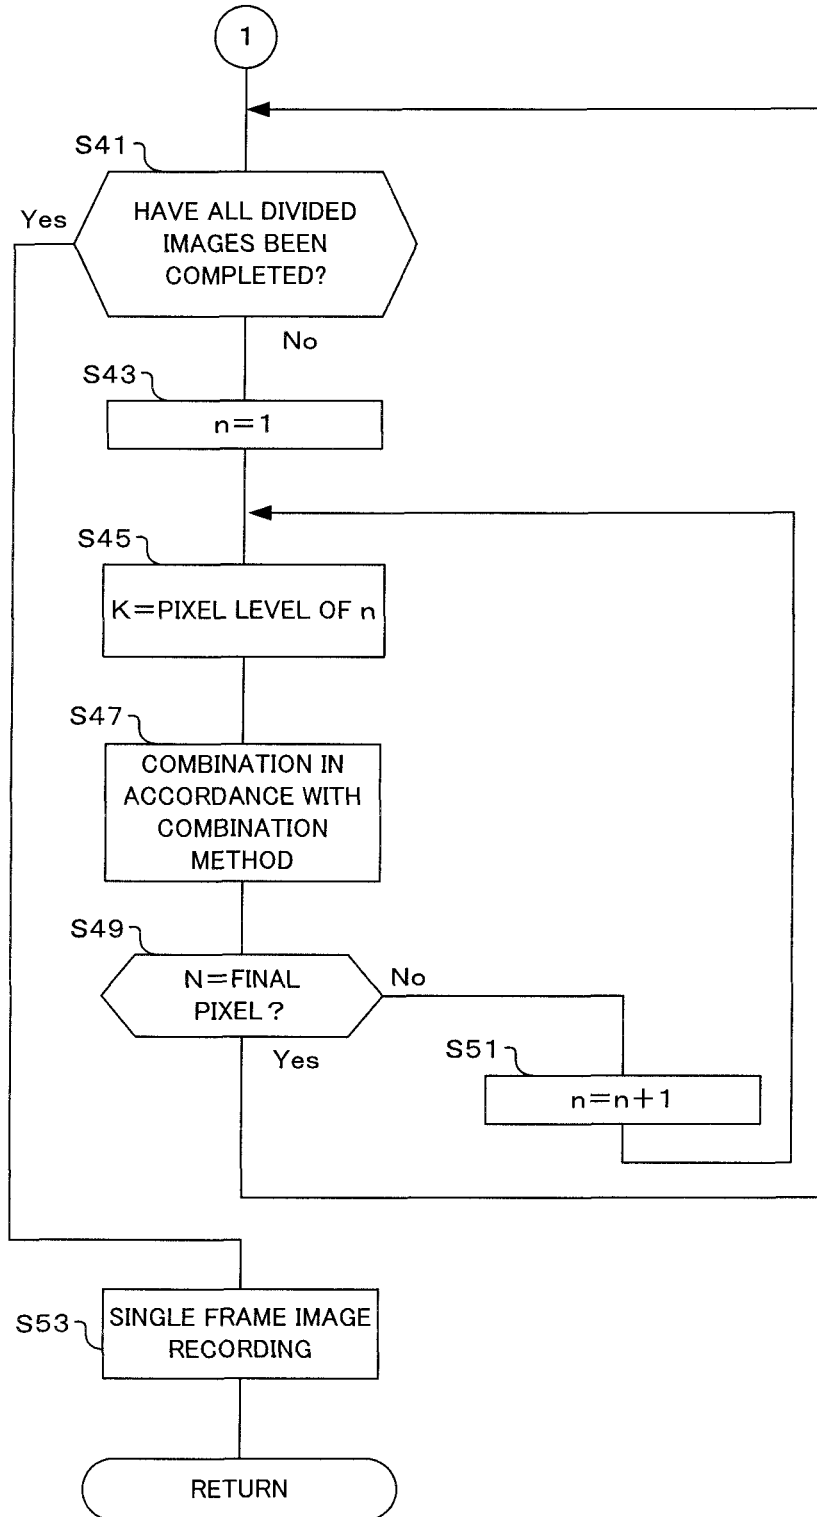 1
S41
Yes
HAVE ALL DIVIDED
IMAGES BEEN
COMPLETED?
No
S43
n=1
S45
K=PIXEL LEVEL OF n
S47
COMBINATION IN
ACCORDANCE WITH
COMBINATION
METHOD
S49
N=FINAL
PIXEL?
No
Yes
S51
n=n+1
S53
SINGLE FRAME IMAGE
RECORDING
RETURN